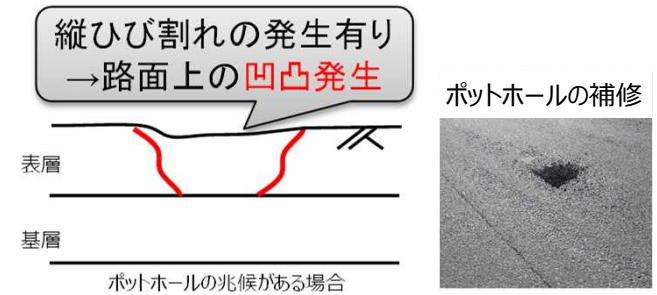 縦ひび割れの発生有り
→路面上の凹凸発生
ポットホールの補修
表層
基層
ポットホールの兆候がある場合